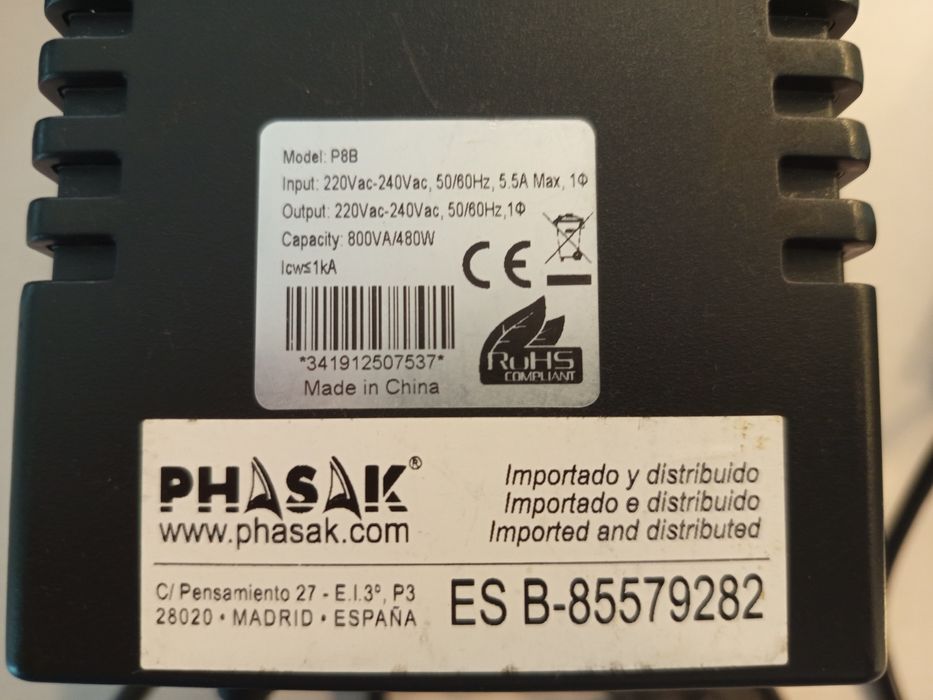 Model: P8B
Input: 220Vac-240Vac, 50/60Hz, 5.5A Max, 1Φ
Output: 220Vac-240Vac, 50/60Hz,1Φ
Capacity: 800VA/480W
Icw≤1kA
CE
*341912507537*
Made in China
RoHS
COMPLIANT
PHASAK®
www.phasak.com
Importado y distribuido
Importado e distribuido
Imported and distributed
C/ Pensamiento 27 - E.I.3º, P3
28020 • MADRID • ESPAÑA
ES B-85579282